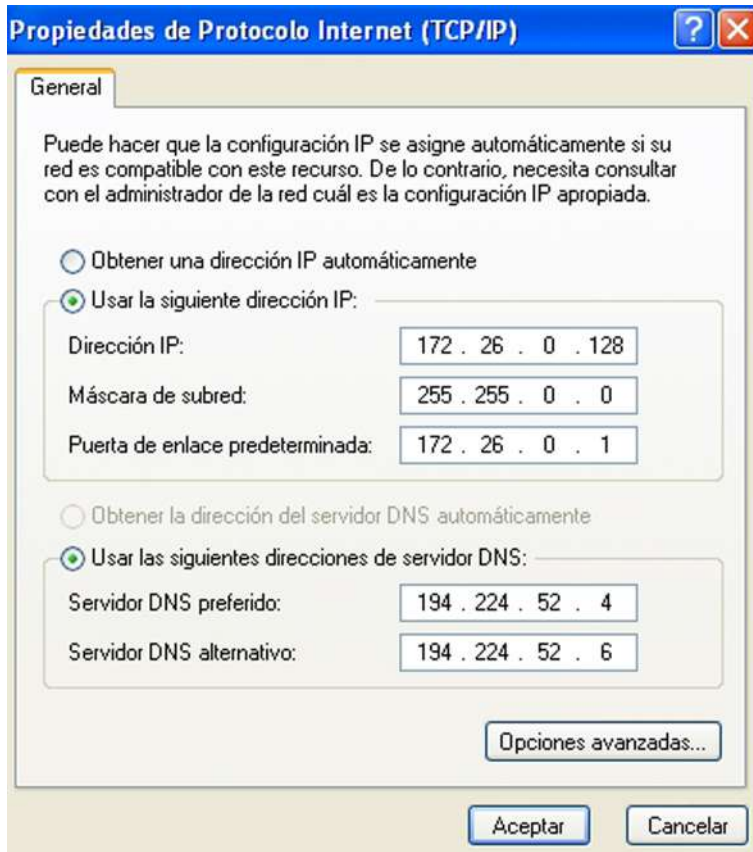 Propiedades de Protocolo Internet (TCP/IP)
General
Puede hacer que la configuración IP se asigne automáticamente si su
red es compatible con este recurso. De lo contrario, necesita consultar
con el administrador de la red cuál es la configuración IP apropiada.
Obtener una dirección IP automáticamente
Usar la siguiente dirección IP:
Dirección IP: 172 . 26 . 0 . 128
Máscara de subred: 255 . 255 . 0 . 0
Puerta de enlace predeterminada: 172 . 26 . 0 . 1
Obtener la dirección del servidor DNS automáticamente
Usar las siguientes direcciones de servidor DNS:
Servidor DNS preferido: 194 . 224 . 52 . 4
Servidor DNS alternativo: 194 . 224 . 52 . 6
Opciones avanzadas...
Aceptar Cancelar